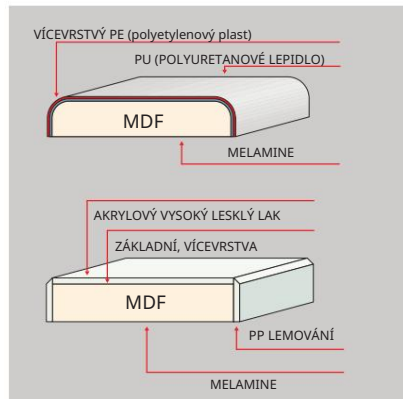 VÍCEVRSTVÝ PE (polyetylenový plast)
PU (POLYURETANOVÉ LEPIDLO)
MDF
MELAMINE
AKRYLOVÝ VYSOKÝ LESKLÝ LAK
ZÁKLADNÍ, VÍCEVRSTVA
MDF
PP LEMOVÁNÍ
MELAMINE